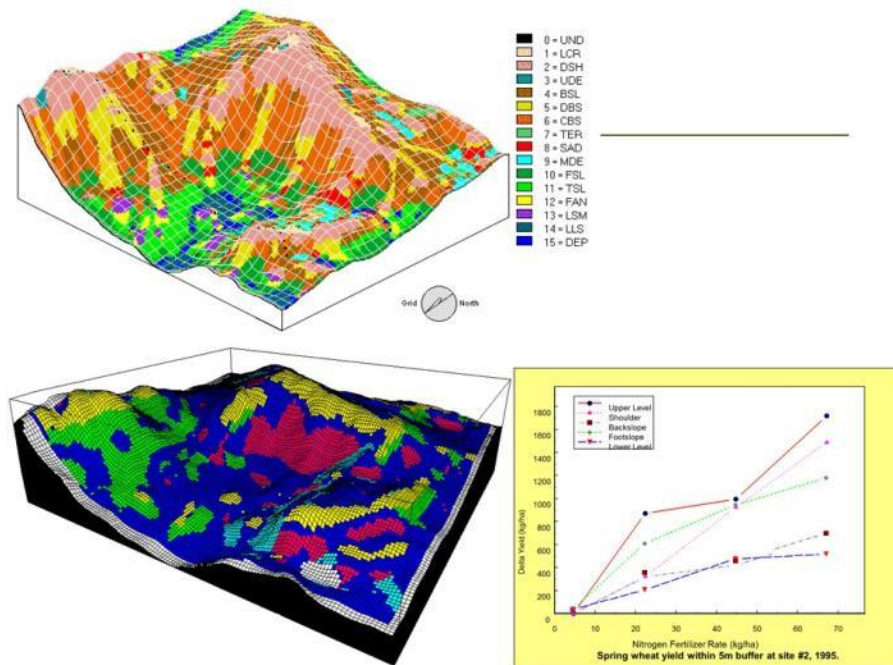 0 = UND
1 = LCR
2 = DSH
3 = UDE
4 = BSL
5 = DBS
6 = CBS
7 = TER
8 = SAD
9 = MDE
10 = FSL
11 = TSL
12 = FAN
13 = LSM
14 = LLS
15 = DEP
Grid North
Upper Level
Shoulder
Backslope
Footslope
Lower Level
1800
1600
1400
1200
1000
800
600
400
200
0
Delta Yield (kg/ha)
0 10 20 30 40 50 60 70
Nitrogen Fertilizer Rate (kg/ha)
Spring wheat yield within 5m buffer at site #2, 1995.